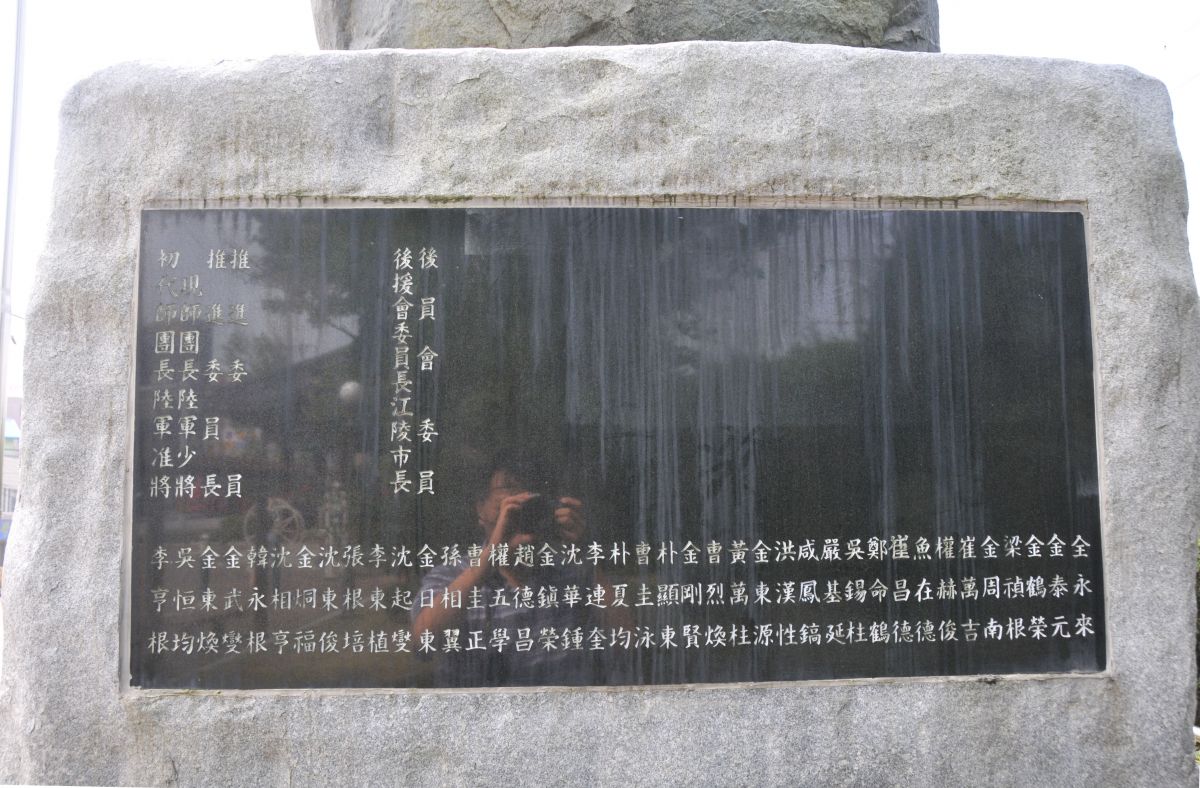 初代師團長陸軍准將 李亨根
現師團長陸軍少將 吳恒均
推進委員長 金東煥
推進委員 金武燮
韓永根
沈相亨
金垌福
沈東俊
張根培
李東植
後援會委員長江陵市長 沈起燮
後員會委員 金日東
孫相翼
曹圭正
權五學
趙德昌
金鎭榮
沈華鍾
李連奎
朴夏均
曹圭泳
朴顯東
金剛賢
曹烈煥
黃萬柱
金東源
洪漢性
咸鳳鎬
嚴基延
吳錫柱
鄭命鶴
崔昌德
魚在德
權赫俊
崔萬吉
金周南
梁禎根
金鶴榮
金泰元
全永來